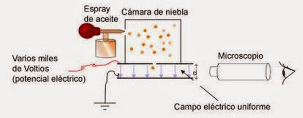 Espray
de aceite
Cámara de niebla
Varios miles
de Voltios
(potencial eléctrico)
Microscopio
Campo eléctrico uniforme